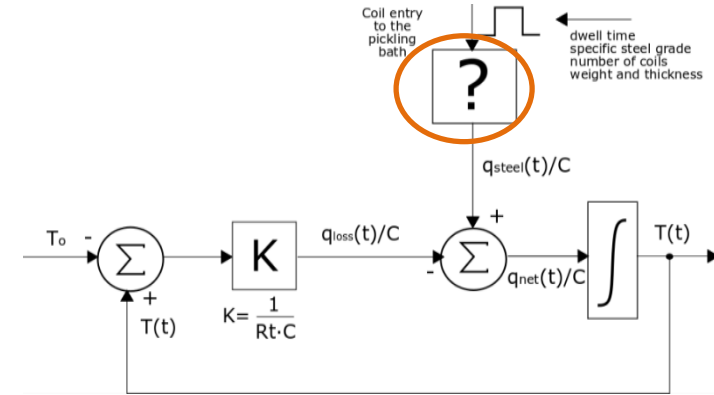 Coil entry
to the
pickling
bath
dwell time
specific steel grade
number of coils
weight and thickness
?
qsteel(t)/C
+
To
-
Σ
K
qloss(t)/C
-
Σ
qnet(t)/C
∫
T(t)
+
T(t)
K= 1
Rt·C